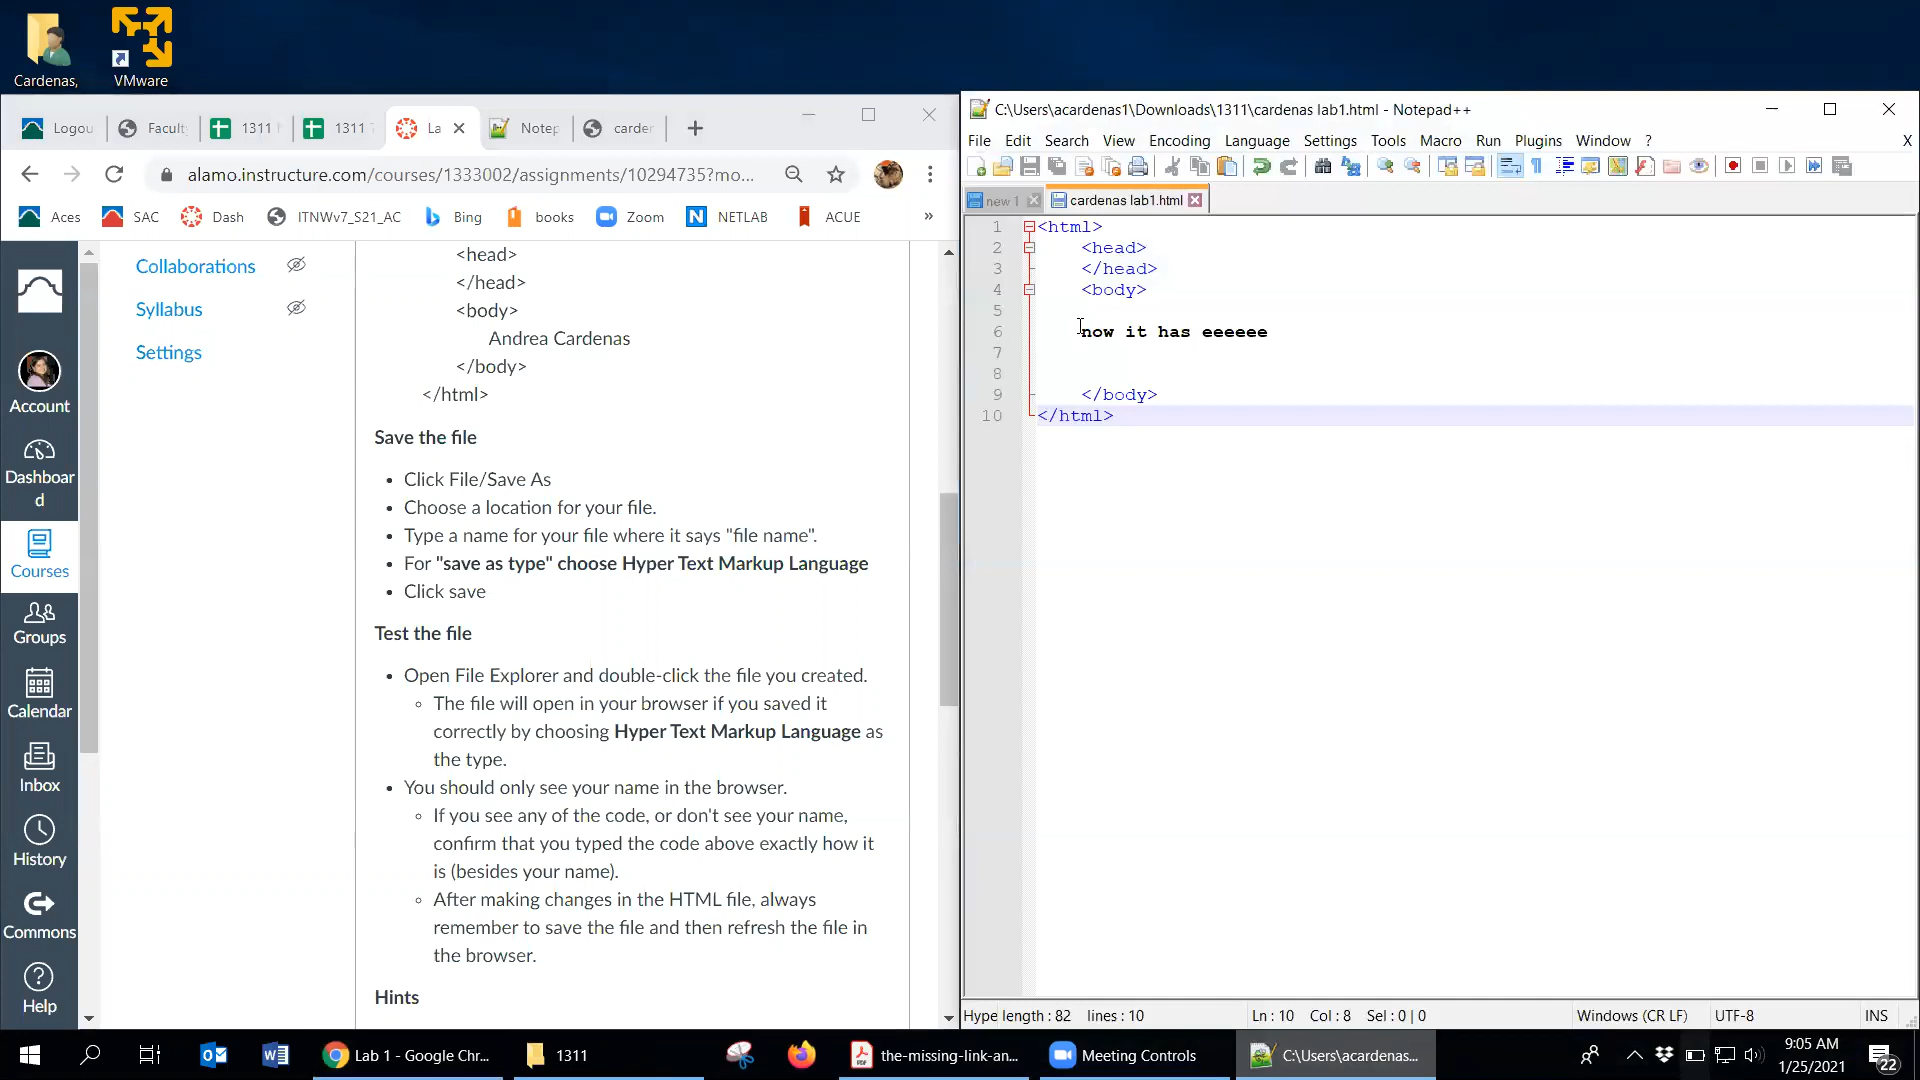 Cardenas,
VMware
Logou
Facult
1311
1311
La
Notep
carder
alamo.instructure.com/courses/1333002/assignments/10294735?mo...
Aces
SAC
Dash
ITNWv7_S21_AC
Bing
books
Zoom
NETLAB
ACUE
»
Account
Dashboar
d
Courses
Groups
Calendar
Inbox
History
Commons
Help
Collaborations
Syllabus
Settings
<head>
</head>
<body>
Andrea Cardenas
</body>
</html>
Save the file
• Click File/Save As
• Choose a location for your file.
• Type a name for your file where it says "file name".
• For "save as type" choose Hyper Text Markup Language
• Click save
Test the file
• Open File Explorer and double-click the file you created.
◦ The file will open in your browser if you saved it
correctly by choosing Hyper Text Markup Language as
the type.
• You should only see your name in the browser.
◦ If you see any of the code, or don't see your name,
confirm that you typed the code above exactly how it
is (besides your name).
◦ After making changes in the HTML file, always
remember to save the file and then refresh the file in
the browser.
Hints
C:\Users\acardenas1\Downloads\1311\cardenas lab1.html - Notepad++
File Edit Search View Encoding Language Settings Tools Macro Run Plugins Window ? X
new 1
cardenas lab1.html
1 <html>
2 <head>
3 </head>
4 <body>
5
6 now it has eeeeee
7
8
9 </body>
10 </html>
Hype length : 82 lines : 10 Ln : 10 Col : 8 Sel : 0 | 0 Windows (CR LF) UTF-8 INS
Lab 1 - Google Chr...
1311
the-missing-link-an...
Meeting Controls
C:\Users\acardenas...
9:05 AM
1/25/2021
22